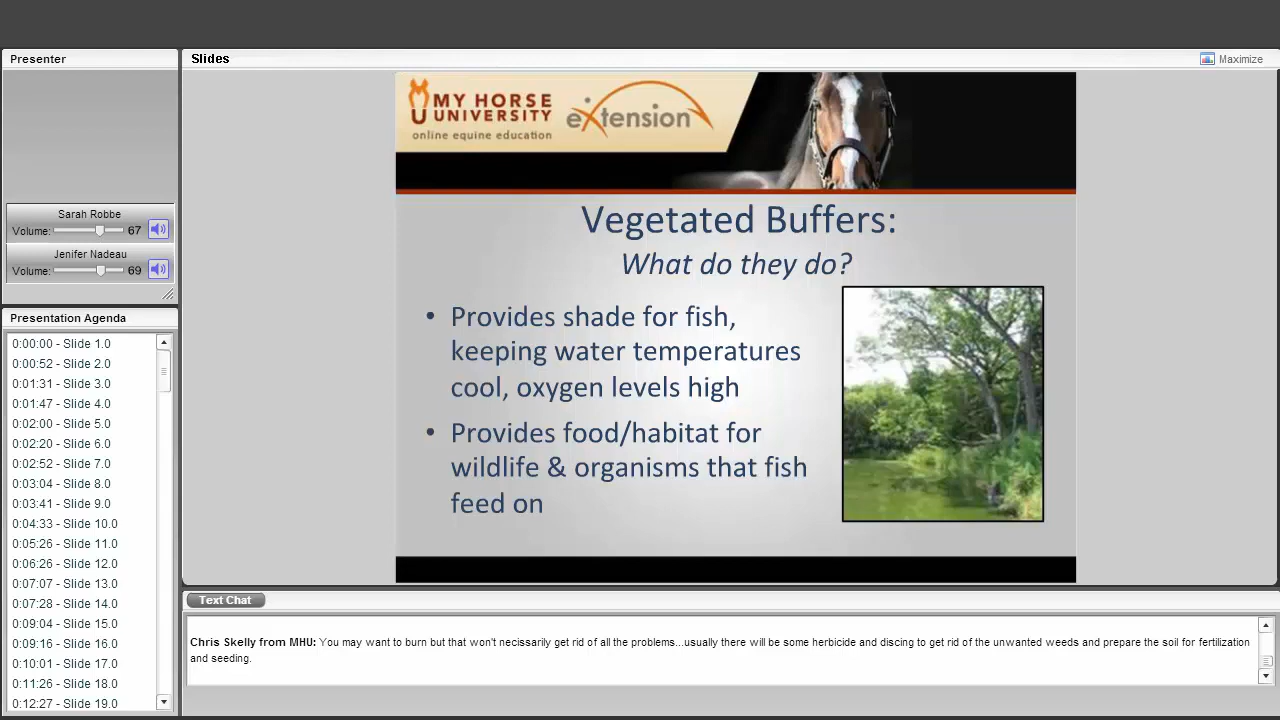 Presenter
Slides
Maximize
MY HORSE
UNIVERSITY
online equine education
eXtension
Sarah Robbe
Volume: 67
Jenifer Nadeau
Volume: 69
Vegetated Buffers:
What do they do?
• Provides shade for fish,
keeping water temperatures
cool, oxygen levels high
• Provides food/habitat for
wildlife & organisms that fish
feed on
Presentation Agenda
0:00:00 - Slide 1.0
0:00:52 - Slide 2.0
0:01:31 - Slide 3.0
0:01:47 - Slide 4.0
0:02:00 - Slide 5.0
0:02:20 - Slide 6.0
0:02:52 - Slide 7.0
0:03:04 - Slide 8.0
0:03:41 - Slide 9.0
0:04:33 - Slide 10.0
0:05:26 - Slide 11.0
0:06:26 - Slide 12.0
0:07:07 - Slide 13.0
0:07:28 - Slide 14.0
0:09:04 - Slide 15.0
0:09:16 - Slide 16.0
0:10:01 - Slide 17.0
0:11:26 - Slide 18.0
0:12:27 - Slide 19.0
Text Chat
Chris Skelly from MHU: You may want to burn but that won't necissarily get rid of all the problems...usually there will be some herbicide and discing to get rid of the unwanted weeds and prepare the soil for fertilization
and seeding.